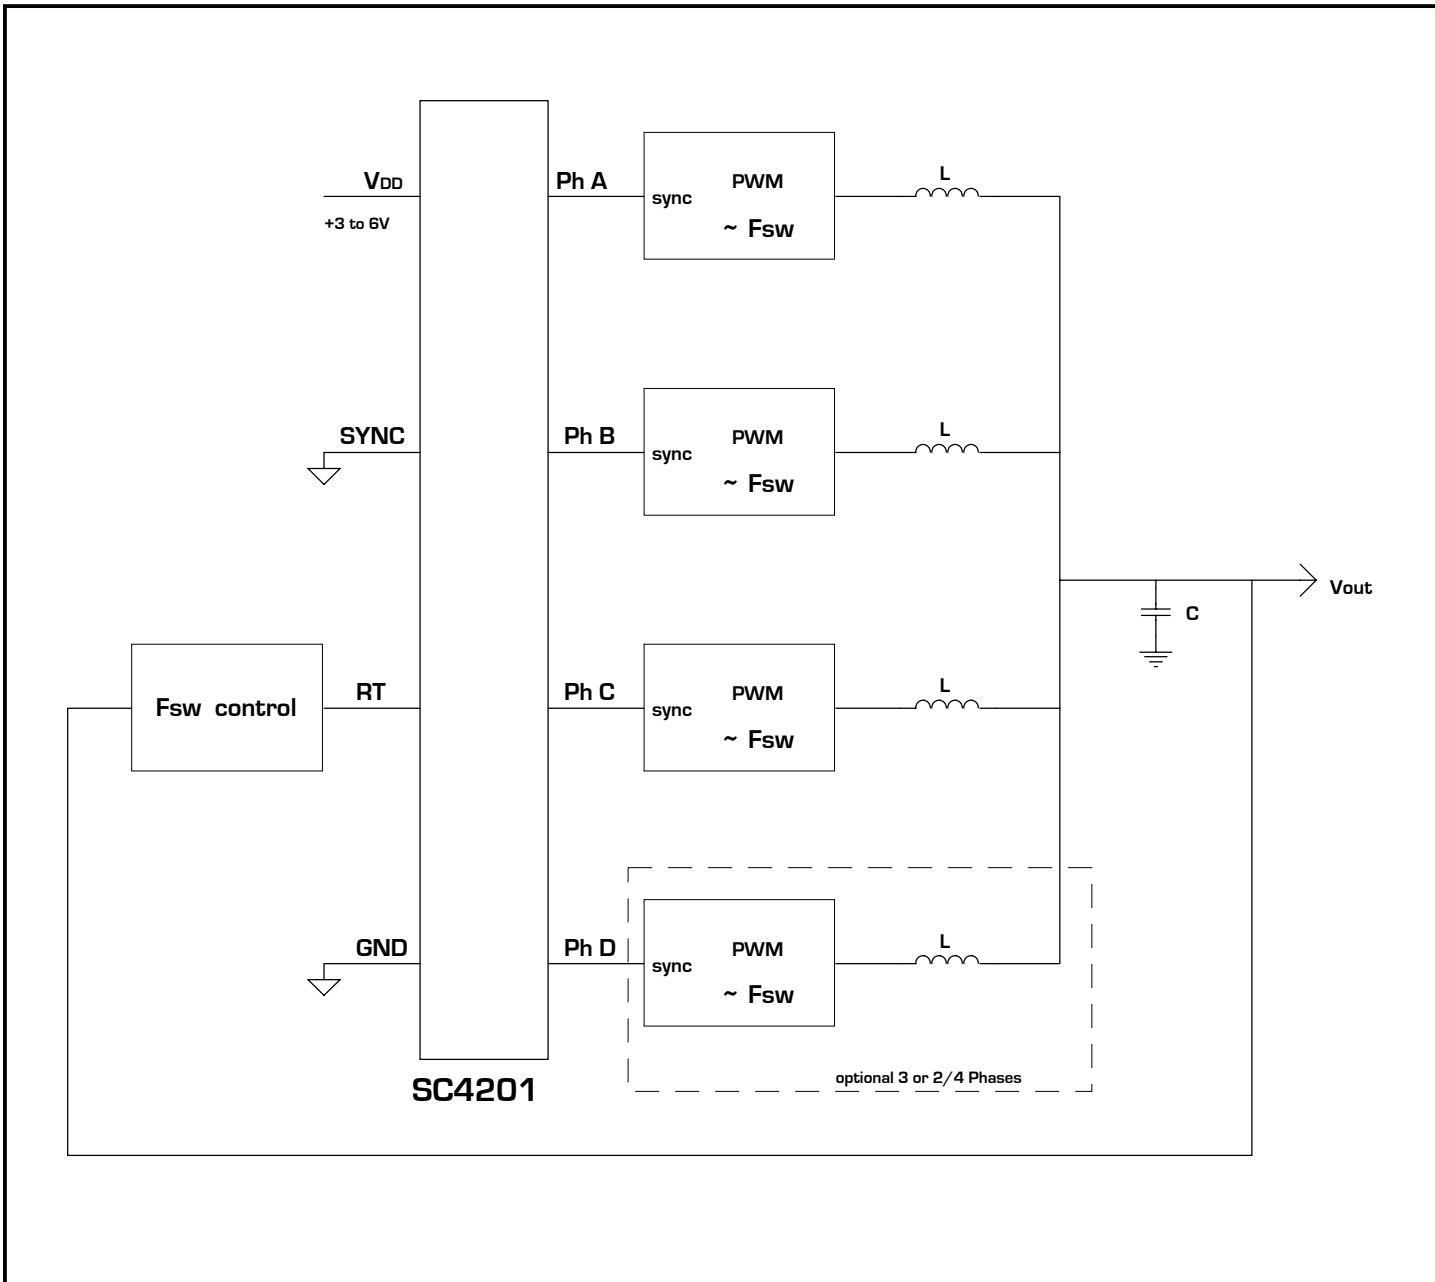 VDD
+3 to 6V
Ph A
sync
PWM
~ Fsw
L
SYNC
Ph B
sync
PWM
~ Fsw
L
Vout
C
Fsw control
RT
Ph C
sync
PWM
~ Fsw
L
GND
Ph D
sync
PWM
~ Fsw
L
optional 3 or 2/4 Phases
SC4201